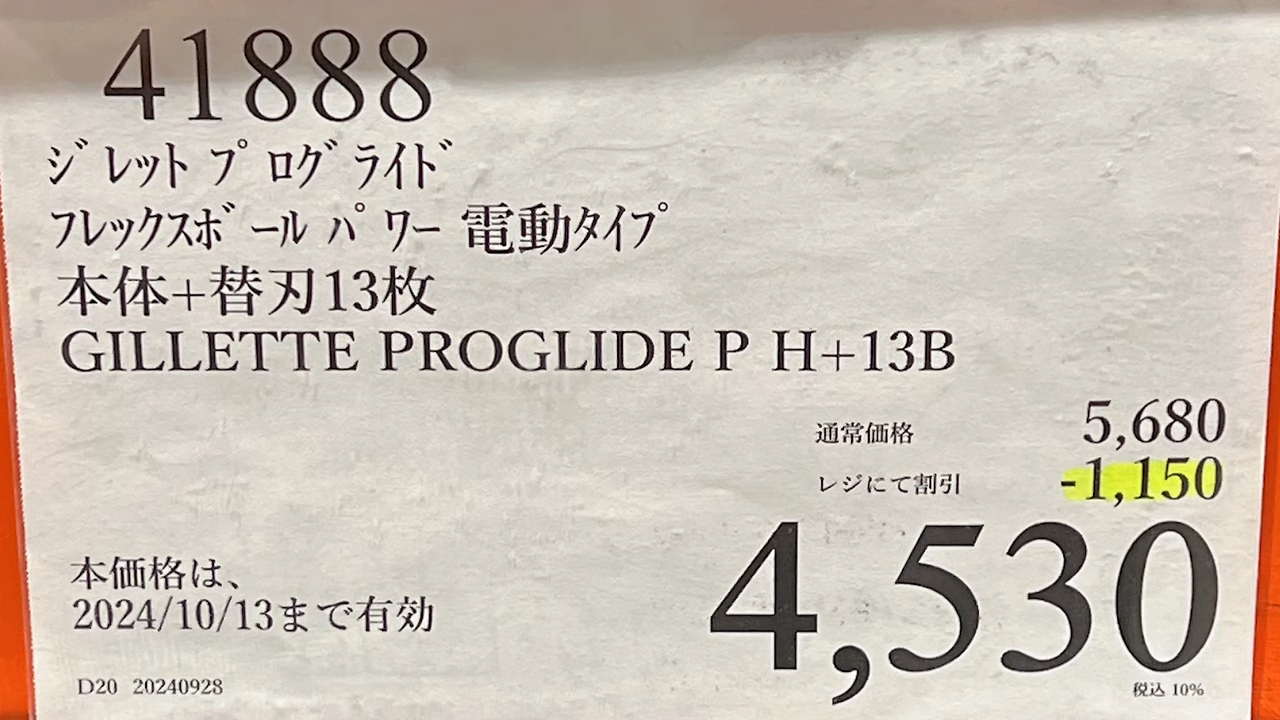 41888
ジレット プログライド
フレックスボール パワー 電動タイプ
本体+替刃13枚
GILLETTE PROGLIDE P H+13B
通常価格 5,680
レジにて割引 -1,150
4,530
本価格は、
2024/10/13まで有効
D20 20240928
税込 10%